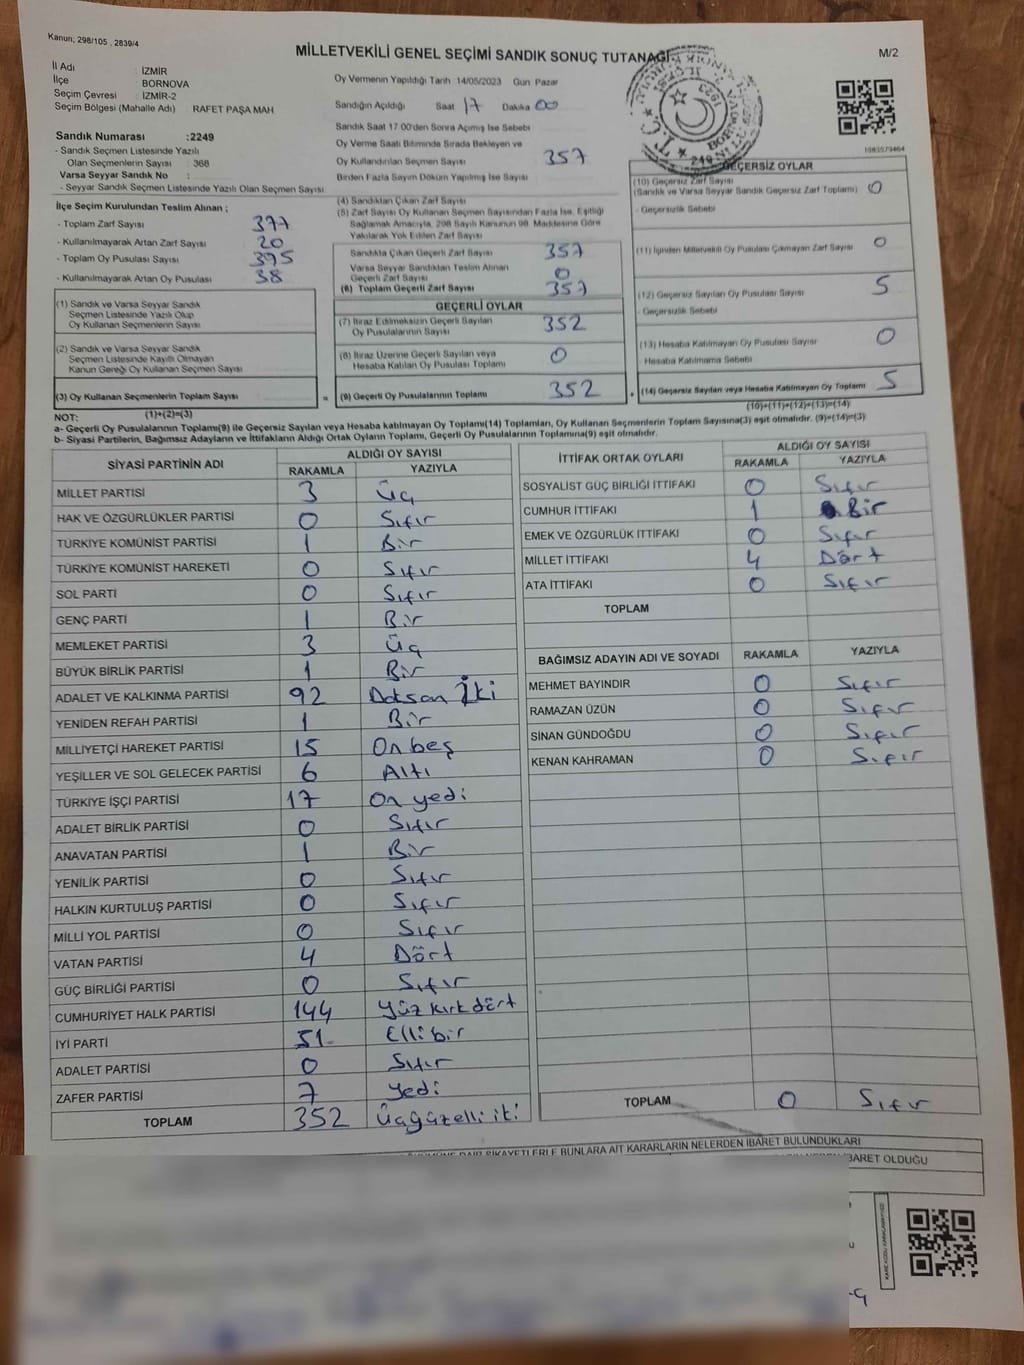 Kanun; 298/105 , 2839/4
MİLLETVEKİLİ GENEL SEÇİMİ SANDIK SONUÇ TUTANAĞI
M/2
İl Adı : İZMİR
İlçe : BORNOVA
Seçim Çevresi : İZMİR-2
Seçim Bölgesi (Mahalle Adı) : RAFET PAŞA MAH
Sandık Numarası :2249
- Sandık Seçmen Listesinde Yazılı
Olan Seçmenlerin Sayısı : 368
Varsa Seyyar Sandık No :
- Seyyar Sandık Seçmen Listesinde Yazılı Olan Seçmen Sayısı
İlçe Seçim Kurulundan Teslim Alınan ;
- Toplam Zarf Sayısı 377
- Kullanılmayarak Artan Zarf Sayısı 20
- Toplam Oy Pusulası Sayısı 395
- Kullanılmayarak Artan Oy Pusulası 38
(1) Sandık ve Varsa Seyyar Sandık
Seçmen Listesinde Yazılı Olup
Oy Kullanan Seçmenlerin Sayısı
(2) Sandık ve Varsa Seyyar Sandık
Seçmen Listesinde Kayıtlı Olmayan
Kanun Gereği Oy Kullanan Seçmen Sayısı
(3) Oy Kullanan Seçmenlerin Toplam Sayısı =
(1)+(2)=(3)
Oy Vermenin Yapıldığı Tarih 14/05/2023 Gün Pazar
Sandığın Açıldığı Saat 17 Dakika 00
Sandık Saat 17:00'den Sonra Açımış İse Sebebi
Oy Verme Saati Bitiminde Sırada Bekleyen ve
Oy Kullandırılan Seçmen Sayısı 357
Birden Fazla Sayım Döküm Yapılmış İse Sayısı
(4) Sandıktan Çıkan Zarf Sayısı
(5) Zarf Sayısı Oy Kullanan Seçmen Sayısından Fazla İse, Eşitliği
Sağlamak Amacıyla, 298 Sayılı Kanunun 98. Maddesine Göre
Yakılarak Yok Edilen Zarf Sayısı
Sandıkta Çıkan Geçerli Zarf Sayısı 357
Varsa Seyyar Sandıktan Teslim Alınan
Geçerli Zarf Sayısı 0
(6) Toplam Geçerli Zarf Sayısı 357
GEÇERLİ OYLAR
(7) İtiraz Edilmeksizin Geçerli Sayılan
Oy Pusulalarının Sayısı 352
(8) İtiraz Üzerine Geçerli Sayılan veya
Hesaba Katılan Oy Pusulası Toplamı 0
(9) Geçerli Oy Pusulalarının Toplamı 352 +
1083579464
GEÇERSİZ OYLAR
(10) Geçersiz Zarf Sayısı
(Sandık ve Varsa Seyyar Sandık Geçersiz Zarf Toplamı) 0
- Geçersizlik Sebebi
(11) İçinden Milletvekili Oy Pusulası Çıkmayan Zarf Sayısı 0
(12) Geçersiz Sayılan Oy Pusulası Sayısı 5
- Geçersizlik Sebebi
(13) Hesaba Katılmayan Oy Pusulası Sayısı 0
- Hesaba Katılmama Sebebi
(14) Geçersiz Sayılan veya Hesaba Katılmayan Oy Toplamı 5
(10)+(11)+(12)+(13)=(14)
NOT:
a- Geçerli Oy Pusulalarının Toplamı(9) ile Geçersiz Sayılan veya Hesaba katılmayan Oy Toplamı(14) Toplamları, Oy Kullanan Seçmenlerin Toplam Sayısına(3) eşit olmalıdır. (9)+(14)=(3)
b- Siyasi Partilerin, Bağımsız Adayların ve İttifakların Aldığı Ortak Oyların Toplamı, Geçerli Oy Pusulalarının Toplamına(9) eşit olmalıdır.
SİYASİ PARTİNİN ADI ALDIĞI OY SAYISI
RAKAMLA YAZIYLA
MİLLET PARTİSİ 3 Üç
HAK VE ÖZGÜRLÜKLER PARTİSİ 0 Sıfır
TÜRKİYE KOMÜNİST PARTİSİ 1 Bir
TÜRKİYE KOMÜNİST HAREKETİ 0 Sıfır
SOL PARTİ 0 Sıfır
GENÇ PARTİ 1 Bir
MEMLEKET PARTİSİ 3 Üç
BÜYÜK BİRLİK PARTİSİ 1 Bir
ADALET VE KALKINMA PARTİSİ 92 Doksan İki
YENİDEN REFAH PARTİSİ 1 Bir
MİLLİYETÇİ HAREKET PARTİSİ 15 On beş
YEŞİLLER VE SOL GELECEK PARTİSİ 6 Altı
TÜRKİYE İŞÇİ PARTİSİ 17 On yedi
ADALET BİRLİK PARTİSİ 0 Sıfır
ANAVATAN PARTİSİ 1 Bir
YENİLİK PARTİSİ 0 Sıfır
HALKIN KURTULUŞ PARTİSİ 0 Sıfır
MİLLİ YOL PARTİSİ 0 Sıfır
VATAN PARTİSİ 4 Dört
GÜÇ BİRLİĞİ PARTİSİ 0 Sıfır
CUMHURİYET HALK PARTİSİ 144 Yüz kırk dört
İYİ PARTİ 51 Elli bir
ADALET PARTİSİ 0 Sıfır
ZAFER PARTİSİ 7 Yedi
TOPLAM 352 Üçyüzelli iki
İTTİFAK ORTAK OYLARI ALDIĞI OY SAYISI
RAKAMLA YAZIYLA
SOSYALİST GÜÇ BİRLİĞİ İTTİFAKI 0 Sıfır
CUMHUR İTTİFAKI 1 Bir
EMEK VE ÖZGÜRLÜK İTTİFAKI 0 Sıfır
MİLLET İTTİFAKI 4 Dört
ATA İTTİFAKI 0 Sıfır
TOPLAM
BAĞIMSIZ ADAYIN ADI VE SOYADI RAKAMLA YAZIYLA
MEHMET BAYINDIR 0 Sıfır
RAMAZAN ÜZÜN 0 Sıfır
SİNAN GÜNDOĞDU 0 Sıfır
KENAN KAHRAMAN 0 Sıfır
TOPLAM 0 Sıfır
ŞİKAYETLERLE BUNLARA AİT KARARLARIN NELERDEN İBARET BULUNDUKLARI
İBARET OLDUĞU